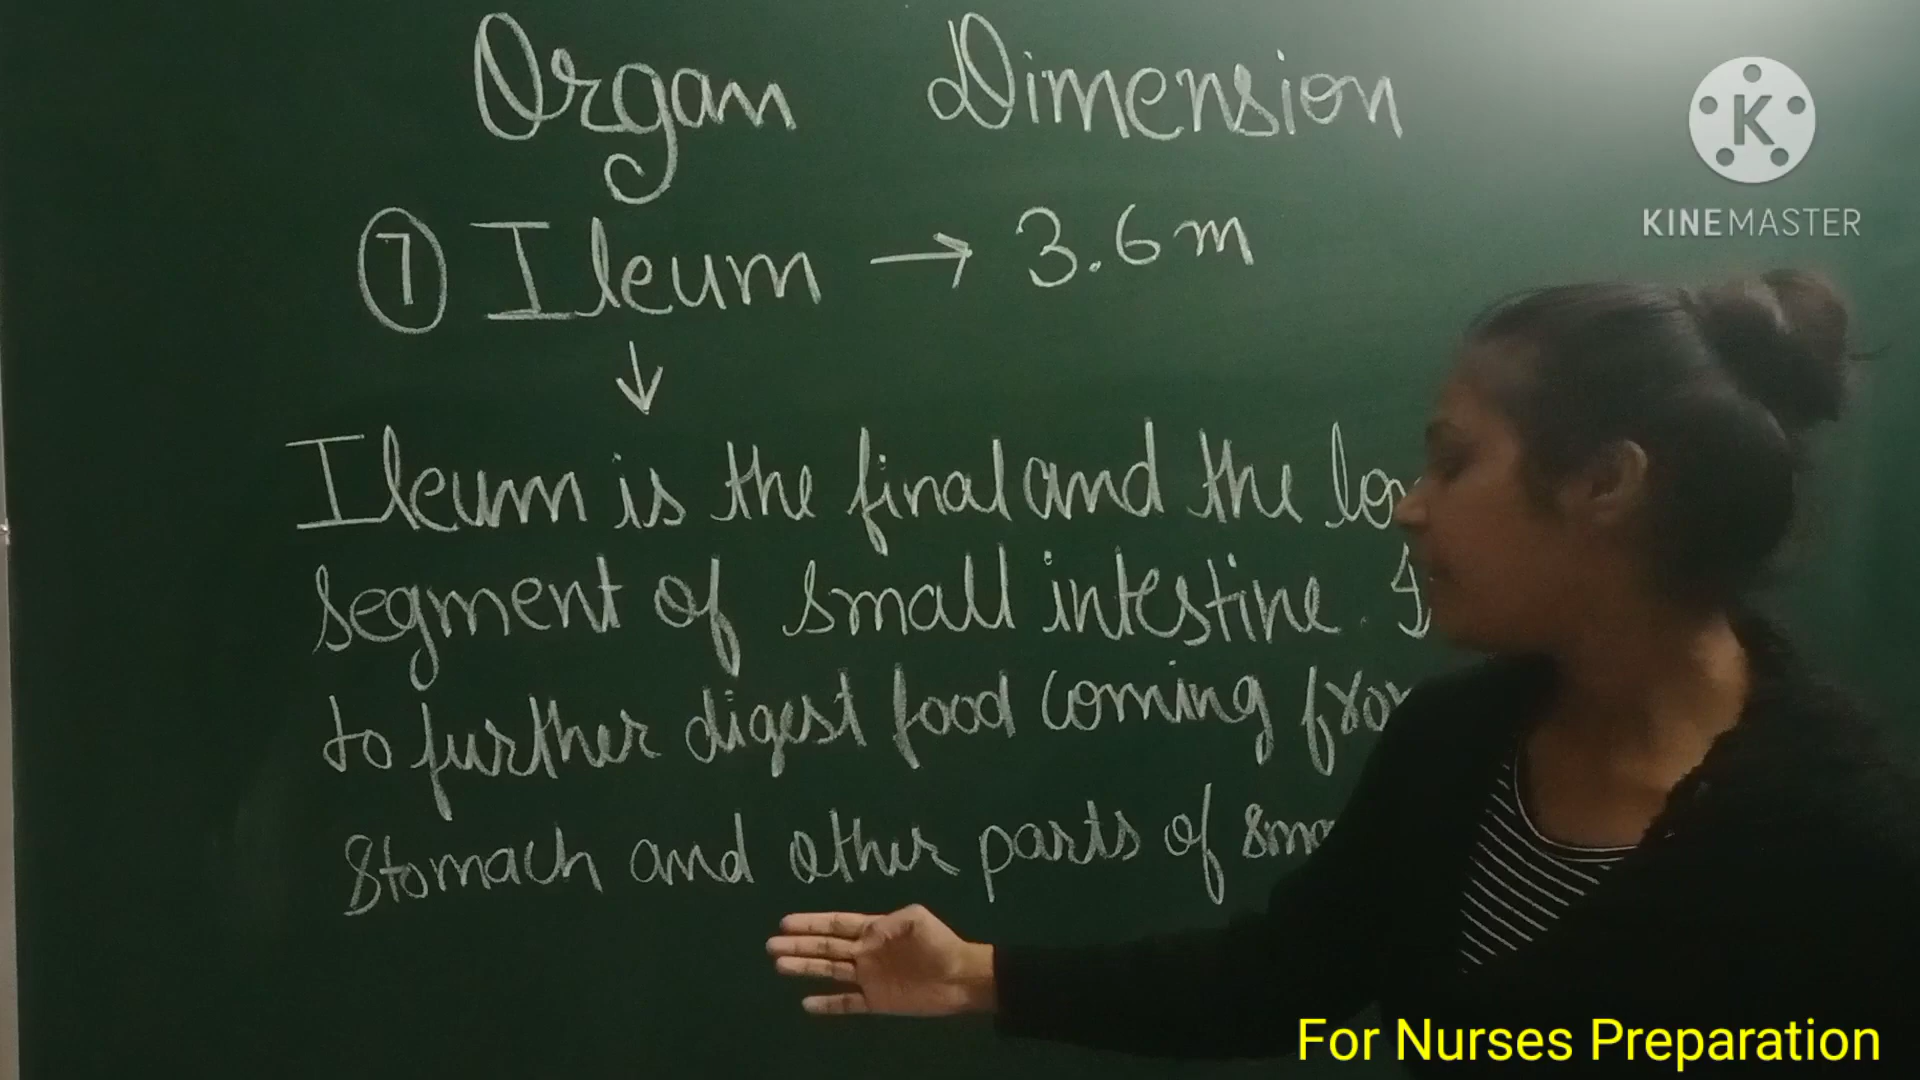 Organ Dimension
KINEMASTER
7 Ileum → 3.6m
↓
Ileum is the final and the
segment of small intestine.
to further digest food coming
Stomach and other parts of
For Nurses Preparation